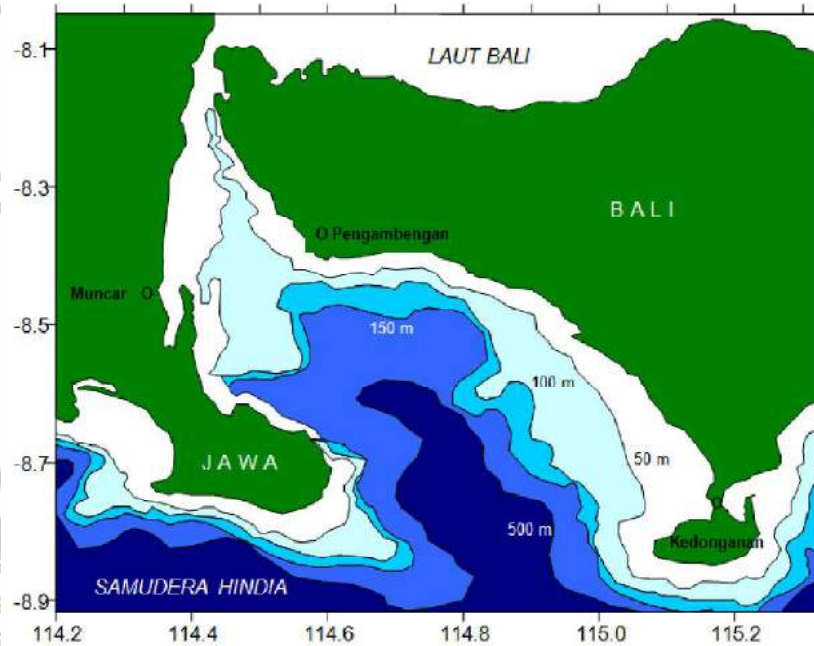 -8.1
LAUT BALI
-8.3
BALI
O Pengambengan
Muncar O
-8.5
150 m
100 m
-8.7
JAWA
50 m
500 m
Kedonganan
SAMUDERA HINDIA
-8.9
114.2 114.4 114.6 114.8 115.0 115.2